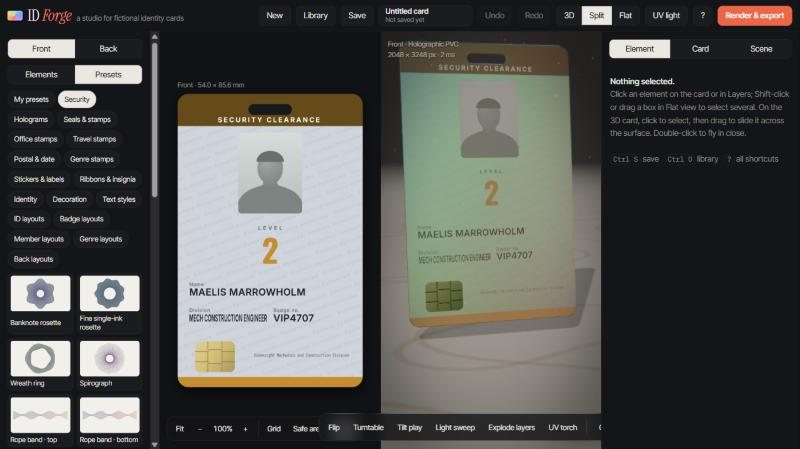 ID Forge a studio for fictional identity cards
New
Library
Save
Untitled card
Not saved yet
Undo
Redo
3D
Split
Flat
UV light
?
Render & export
Front
Back
Elements
Presets
My presets
Security
Holograms
Seals & stamps
Office stamps
Travel stamps
Postal & date
Genre stamps
Stickers & labels
Ribbons & insignia
Identity
Decoration
Text styles
ID layouts
Badge layouts
Member layouts
Genre layouts
Back layouts
Banknote rosette
Fine single-ink rosette
Wreath ring
Spirograph
Rope band · top
Rope band · bottom
Front · 54.0 × 85.6 mm
SECURITY CLEARANCE
LEVEL
2
Name
MAELIS MARROWHOLM
Division
Badge no.
MECH CONSTRUCTION ENGINEER
VIP4707
Fit
−
100%
+
Grid
Safe are
Front · Holographic PVC
2048 × 3248 px · 2 ms
SECURITY CLEARANCE
LEVEL
2
Name
MAELIS MARROWHOLM
Division
Badge no.
MECH CONSTRUCTION ENGINEER
VIP4707
Flip
Turntable
Tilt play
Light sweep
Explode layers
UV torch
Element
Card
Scene
Nothing selected.
Click an element on the card or in Layers; Shift-click
or drag a box in Flat view to select several. On the
3D card, click to select, then drag to slide it across
the surface. Double-click to fly in close.
Ctrl S save Ctrl O library ? all shortcuts